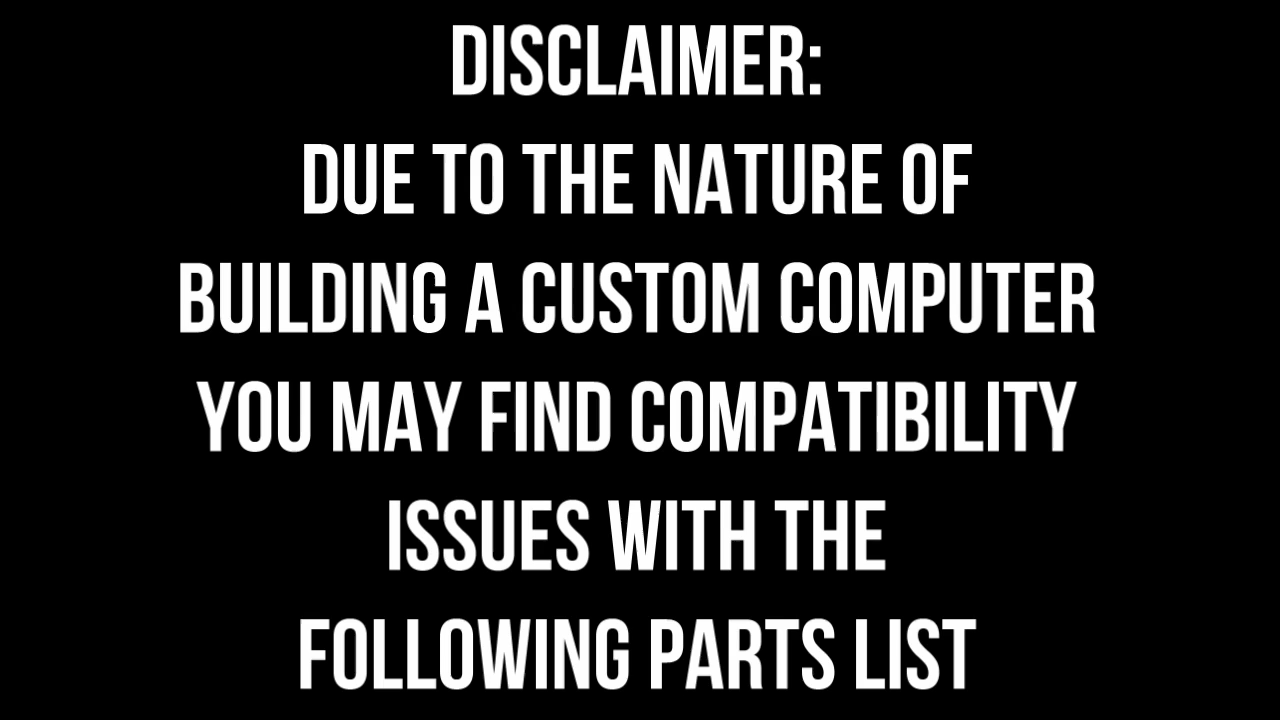 DISCLAIMER:
DUE TO THE NATURE OF
BUILDING A CUSTOM COMPUTER
YOU MAY FIND COMPATIBILITY
ISSUES WITH THE
FOLLOWING PARTS LIST